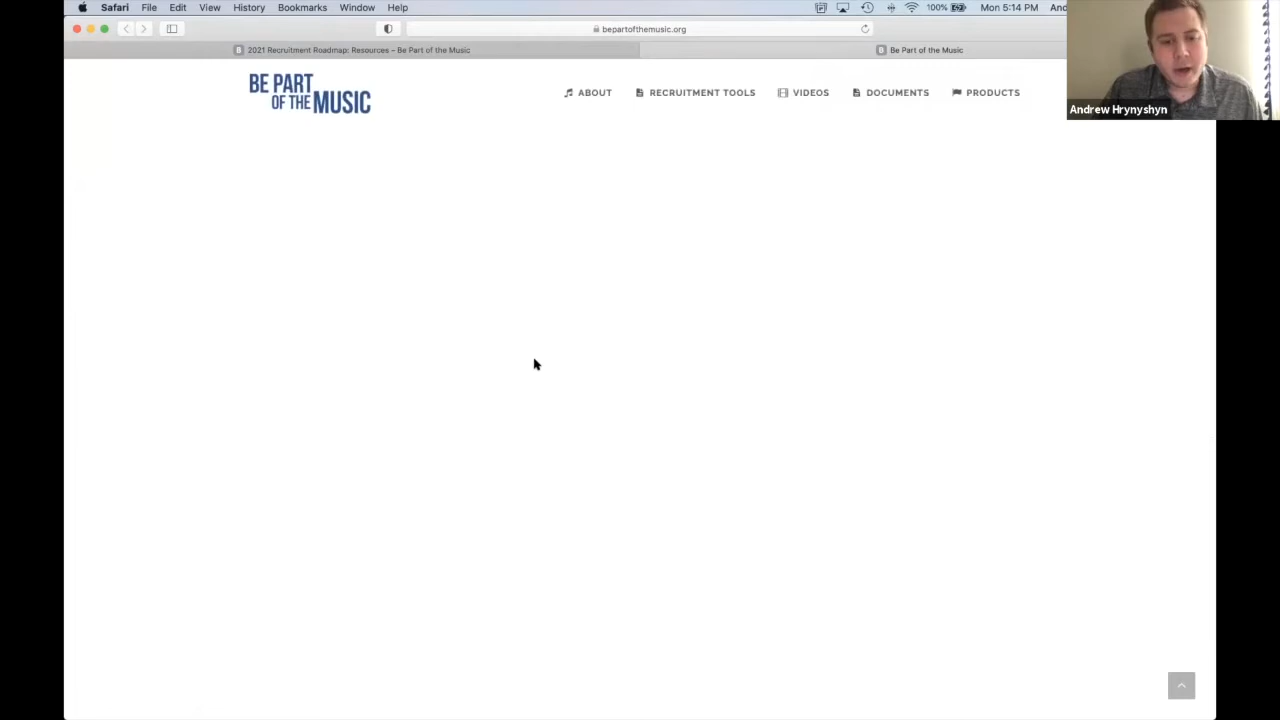 Safari File Edit View History Bookmarks Window Help 100% Mon 5:14 PM And
bepartofthemusic.org
B 2021 Recruitment Roadmap: Resources – Be Part of the Music
B Be Part of the Music
BE PART
OF THE MUSIC
ABOUT RECRUITMENT TOOLS VIDEOS DOCUMENTS PRODUCTS
Andrew Hrynyshyn